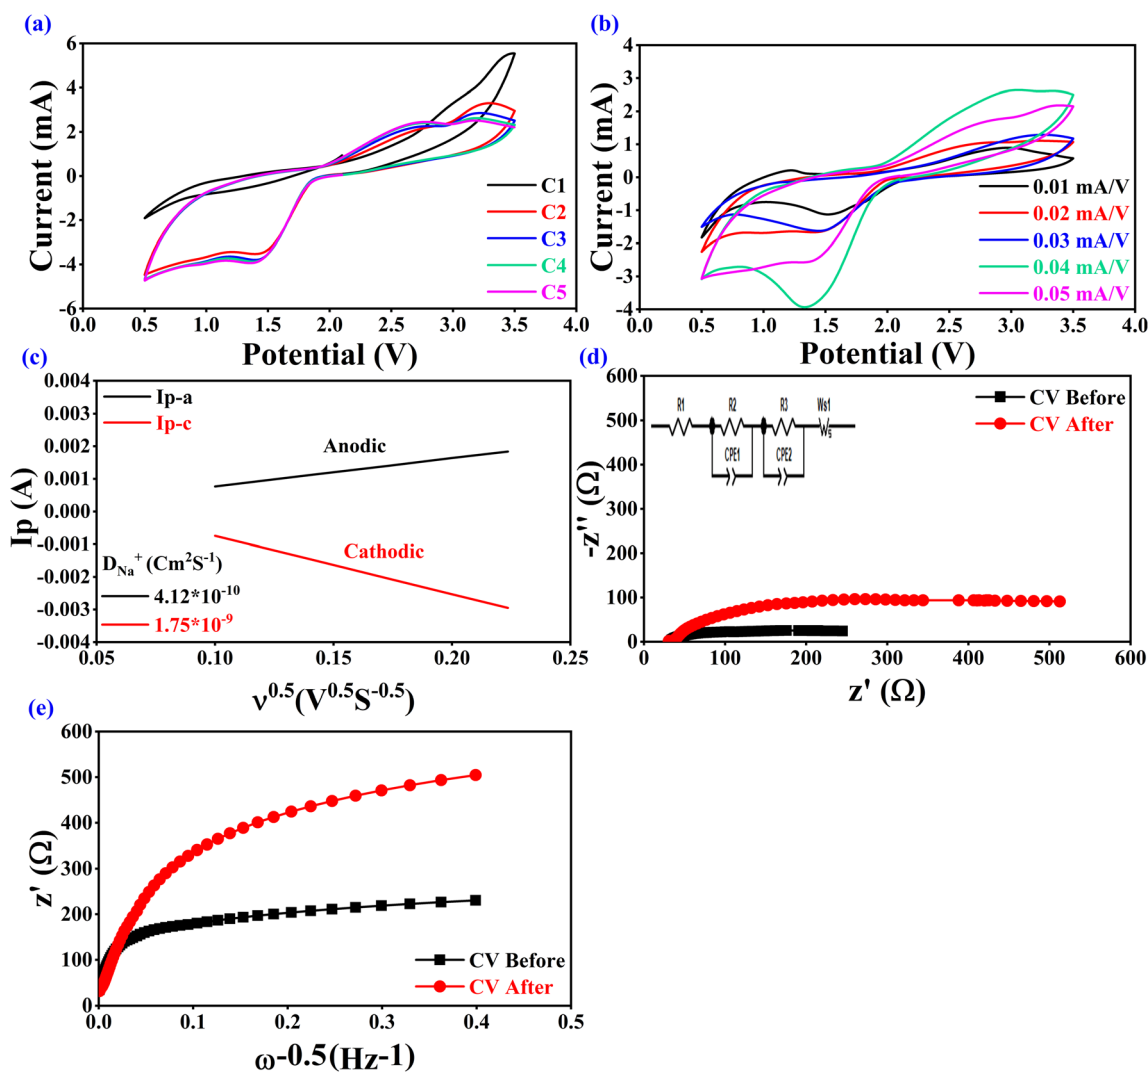 (a)
6
4
2
0
-2
-4
-6
0.0 0.5 1.0 1.5 2.0 2.5 3.0 3.5 4.0
Current (mA)
Potential (V)
C1
C2
C3
C4
C5
(b)
4
3
2
1
0
-1
-2
-3
-4
0.0 0.5 1.0 1.5 2.0 2.5 3.0 3.5 4.0
Current (mA)
Potential (V)
0.01 mA/V
0.02 mA/V
0.03 mA/V
0.04 mA/V
0.05 mA/V
(c)
0.004
0.003
0.002
0.001
0.000
-0.001
-0.002
-0.003
-0.004
0.05 0.10 0.15 0.20 0.25
Ip (A)
ν^0.5(V^0.5S^-0.5)
Ip-a
Ip-c
Anodic
Cathodic
D_Na^+ (Cm^2S^-1)
4.12*10^-10
1.75*10^-9
(d)
600
500
400
300
200
100
0
0 100 200 300 400 500 600
-z'' (Ω)
z' (Ω)
R1 R2 R3 Ws1
s
CPE1 CPE2
CV Before
CV After
(e)
600
500
400
300
200
100
0
0.0 0.1 0.2 0.3 0.4 0.5
z' (Ω)
ω-0.5(Hz-1)
CV Before
CV After